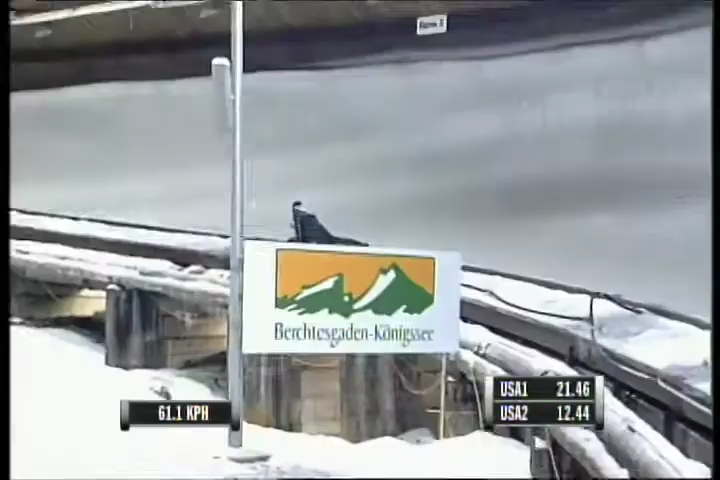 Berchtesgaden-Königssee
61.1 KPH
USA1 21.46
USA2 12.44